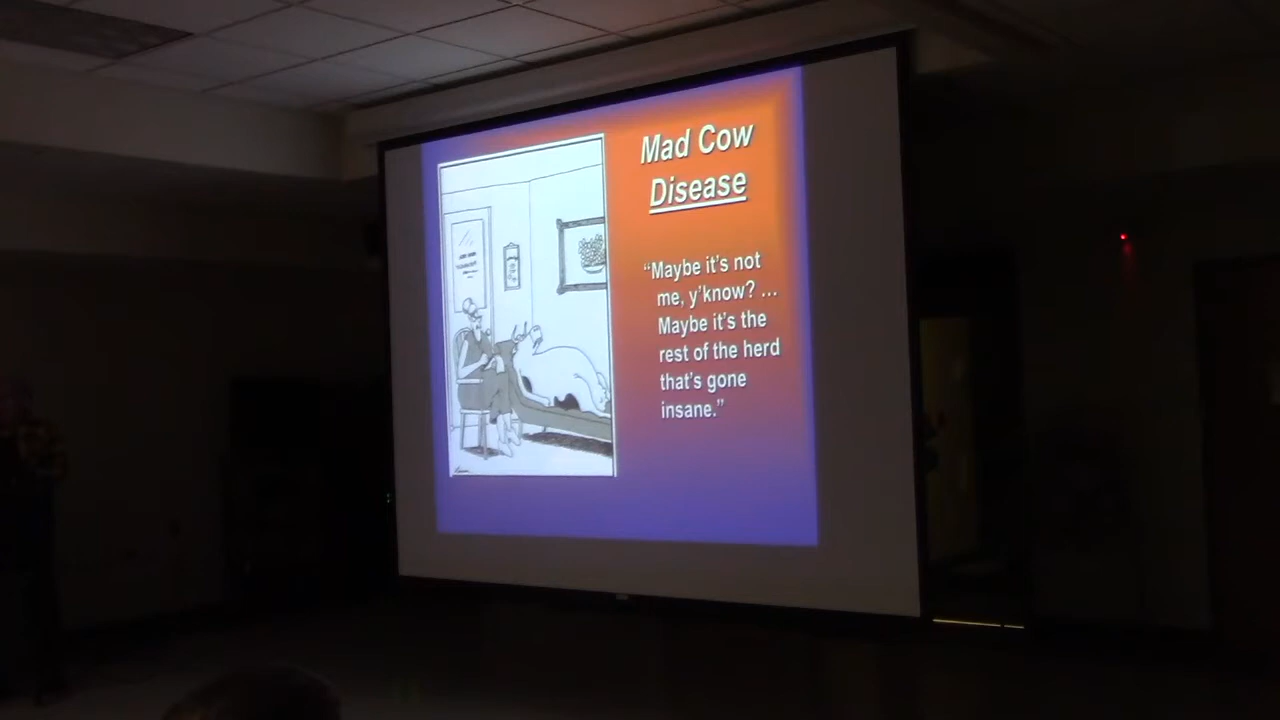 Mad Cow
Disease
“Maybe it’s not
me, y’know? ...
Maybe it’s the
rest of the herd
that’s gone
insane.”